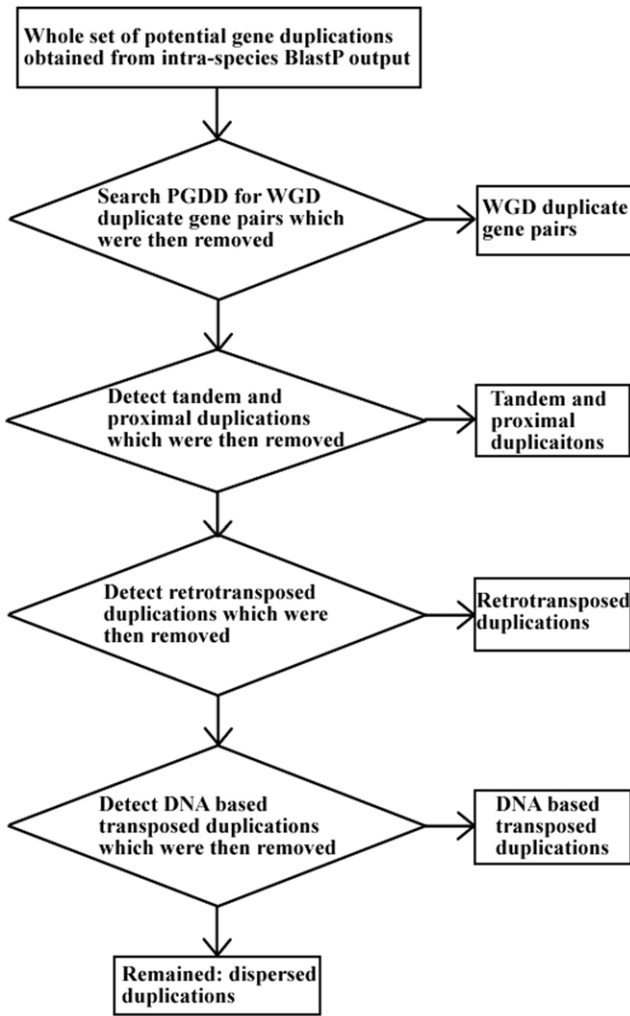 Whole set of potential gene duplications
obtained from intra-species BlastP output
Search PGDD for WGD
duplicate gene pairs which
were then removed
WGD duplicate
gene pairs
Detect tandem and
proximal duplications
which were then removed
Tandem and
proximal
duplicaitons
Detect retrotransposed
duplications which were
then removed
Retrotransposed
duplications
Detect DNA based
transposed duplications
which were then removed
DNA based
transposed
duplications
Remained: dispersed
duplications